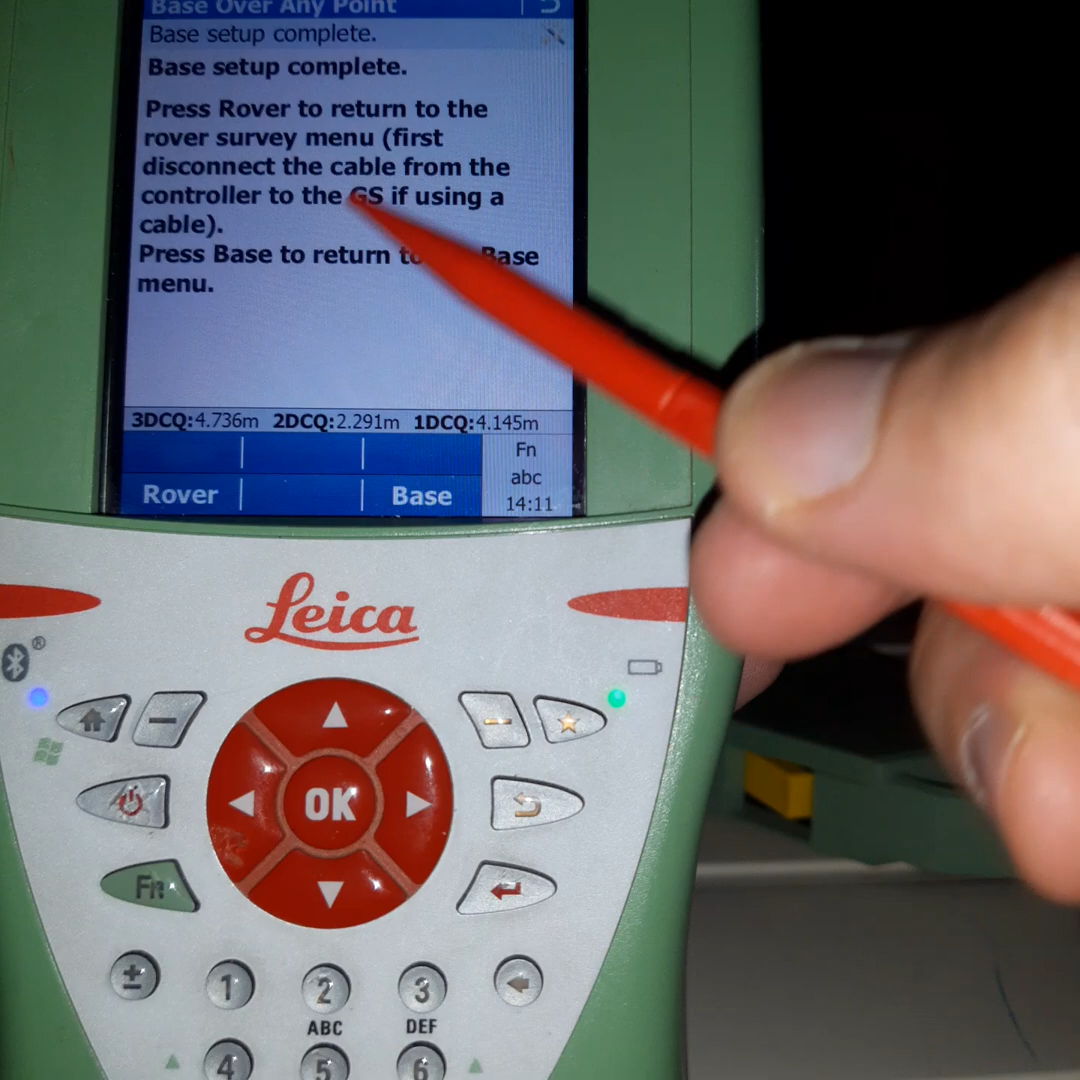 Base Over Any Point
Base setup complete.
Base setup complete.
Press Rover to return to the
rover survey menu (first
disconnect the cable from the
controller to the GS if using a
cable).
Press Base to return to Base
menu.
3DCQ:4.736m 2DCQ:2.291m 1DCQ:4.145m
Fn
abc
Rover Base 14:11
Leica
®
OK
Fn
± 1 2 3
ABC DEF
4 5 6